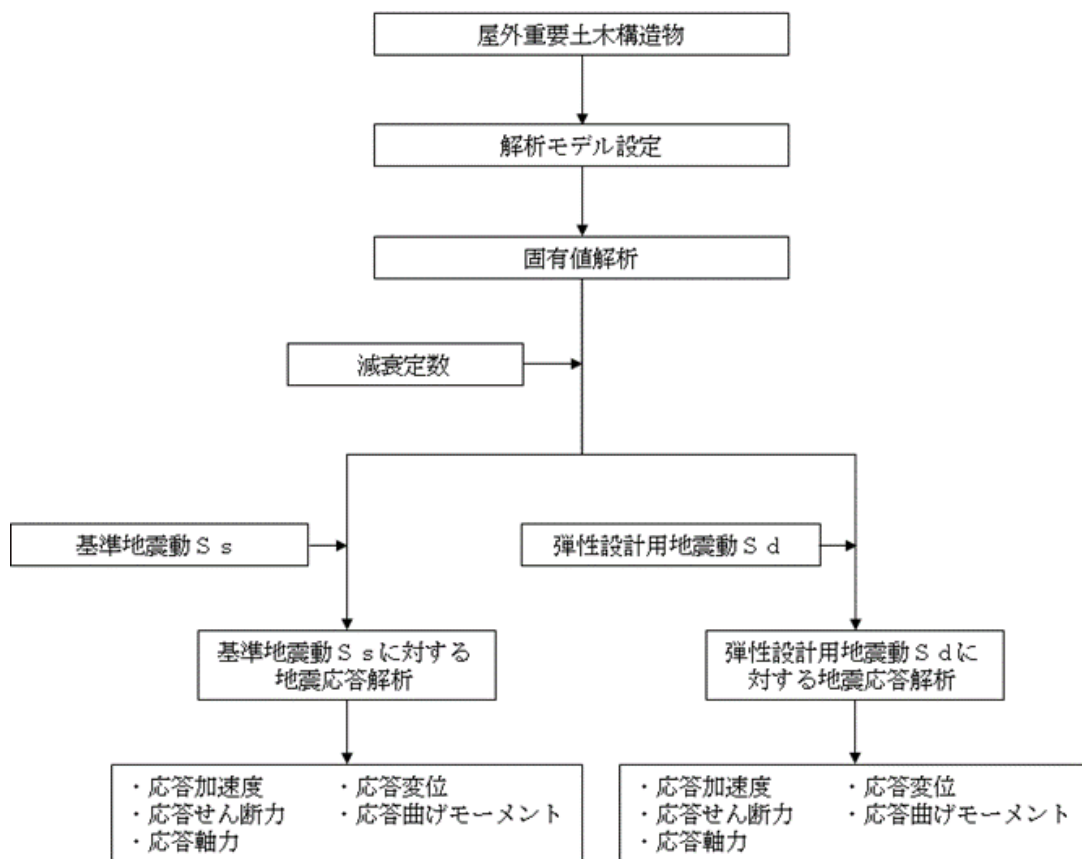 屋外重要土木構造物
解析モデル設定
固有値解析
減衰定数
基準地震動Ss
弾性設計用地震動Sd
基準地震動Ssに対する
地震応答解析
弾性設計用地震動Sdに
対する地震応答解析
・応答加速度 ・応答変位
・応答せん断力 ・応答曲げモーメント
・応答軸力
・応答加速度 ・応答変位
・応答せん断力 ・応答曲げモーメント
・応答軸力